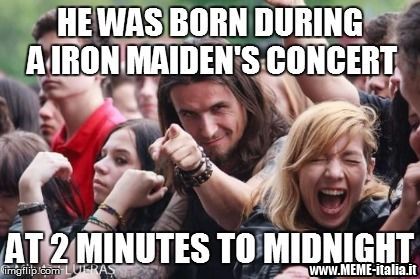 HE WAS BORN DURING
A IRON MAIDEN'S CONCERT
AT 2 MINUTES TO MIDNIGHT
imgflip.com
www.MEME-italia.it